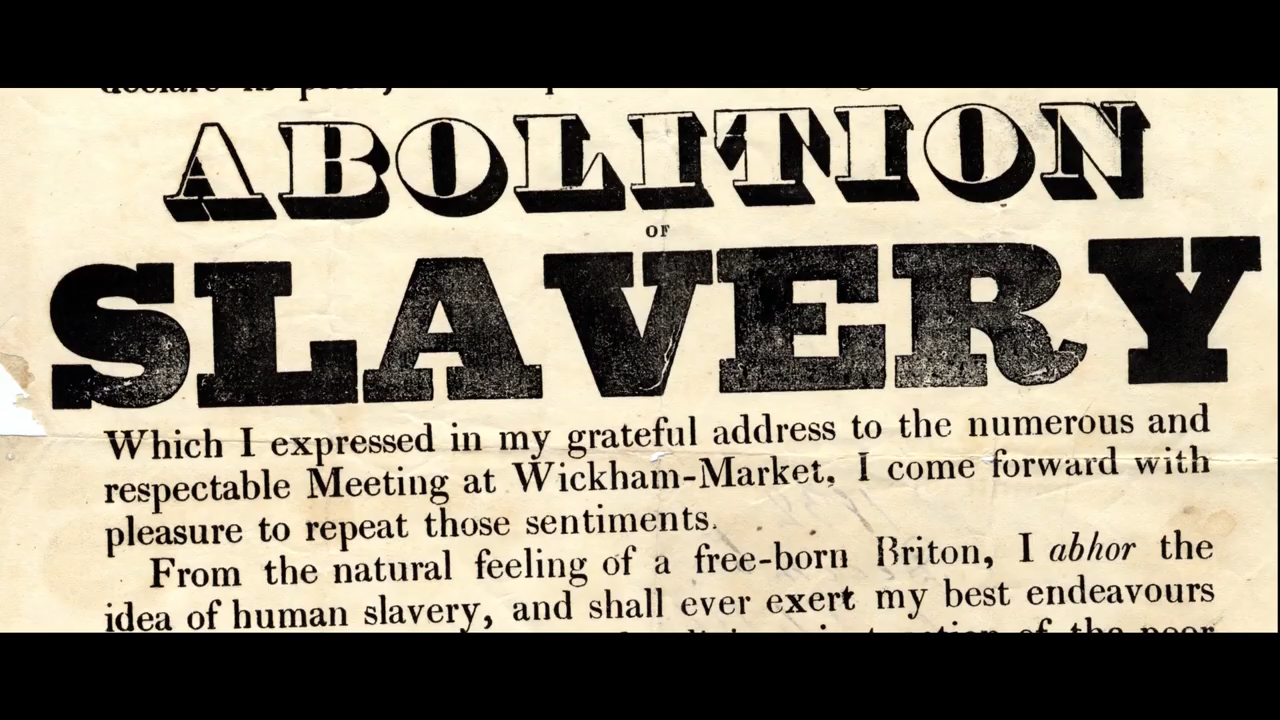 ABOLITION
OF
SLAVERY
Which I expressed in my grateful address to the numerous and
respectable Meeting at Wickham-Market, I come forward with
pleasure to repeat those sentiments.
From the natural feeling of a free-born Briton, I abhor the
idea of human slavery, and shall ever exert my best endeavours